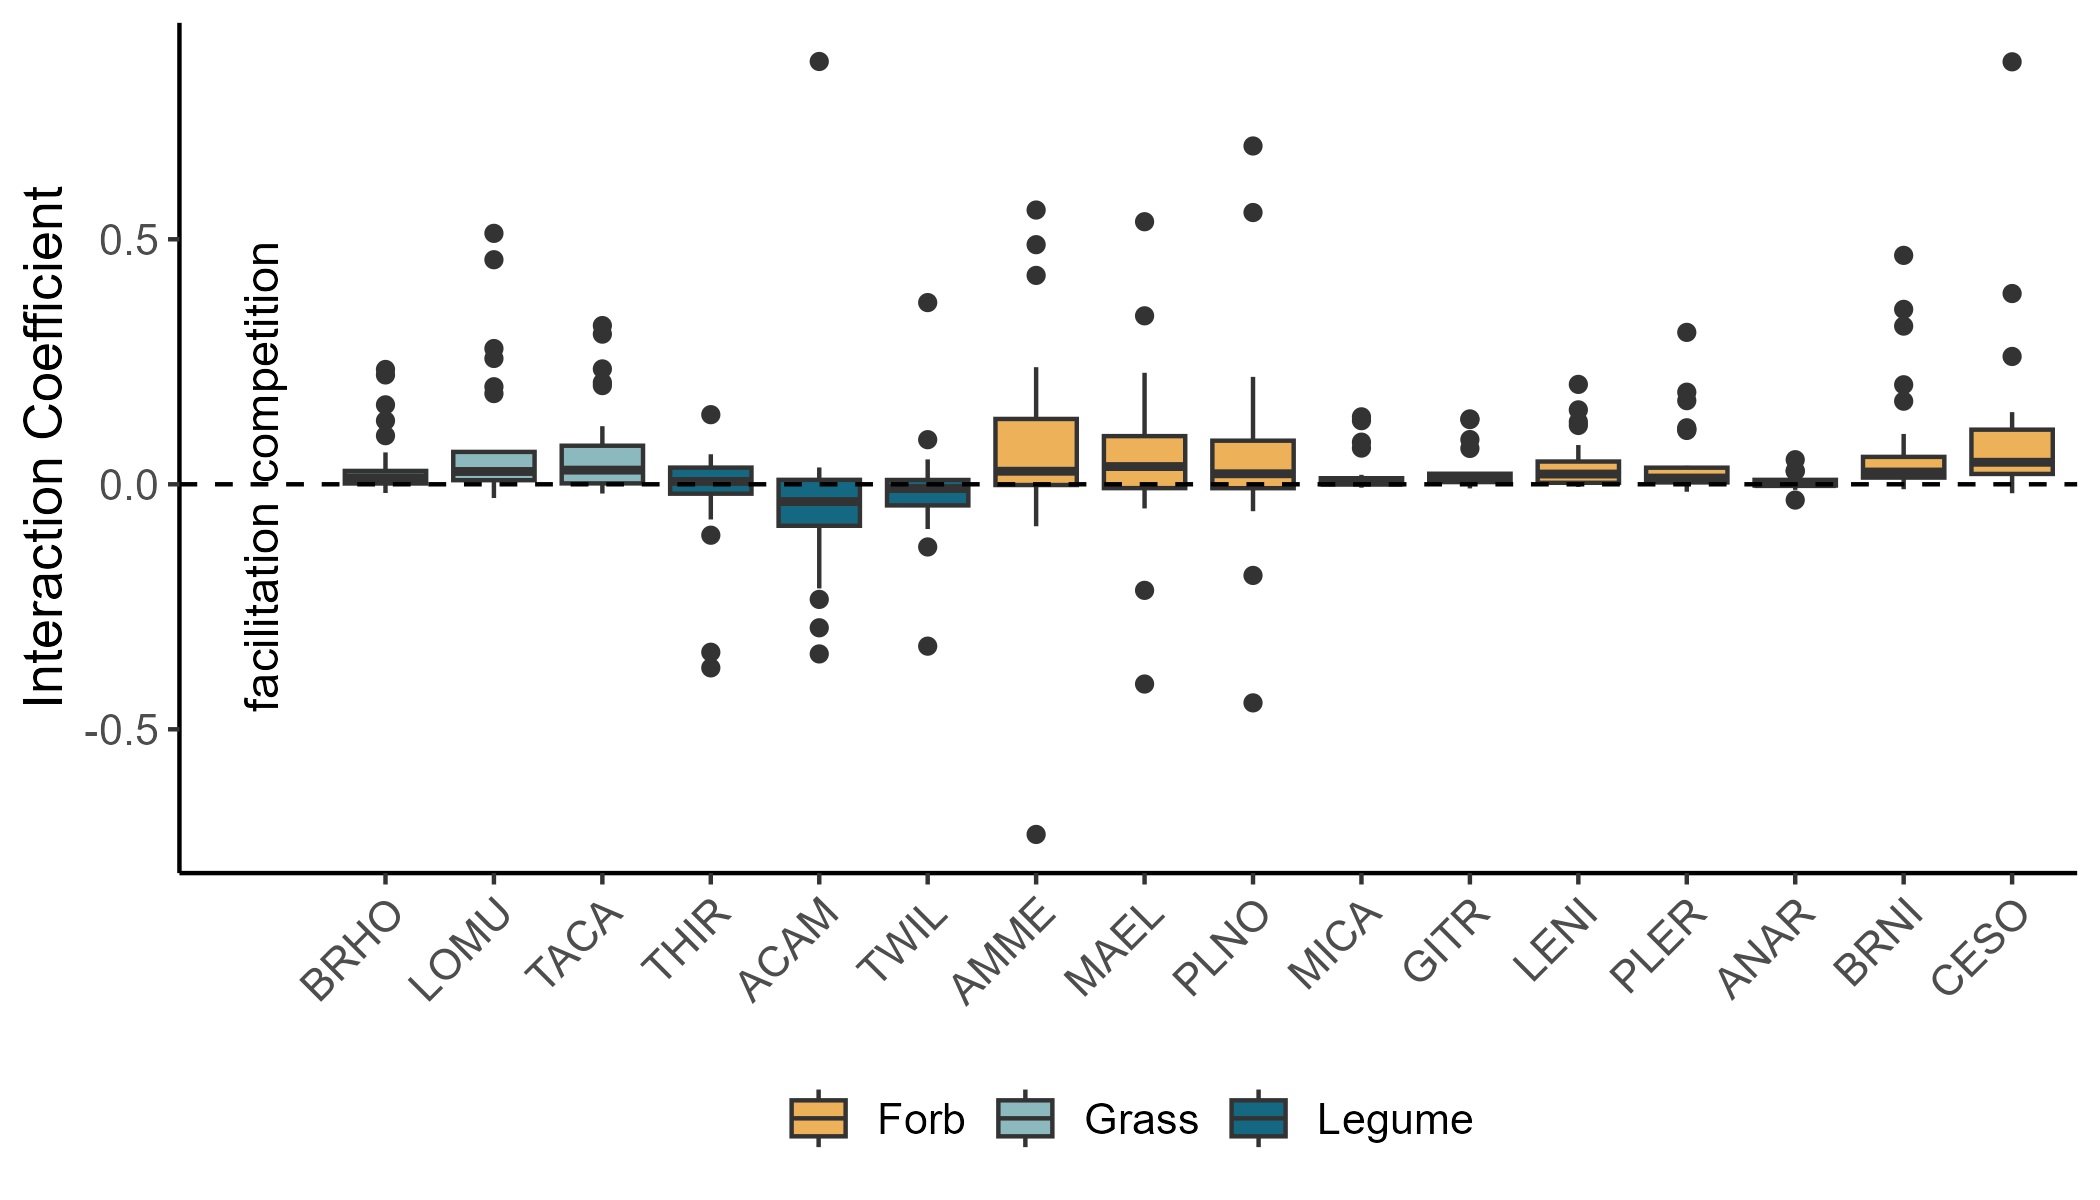 Interaction Coefficient
0.5
0.0
-0.5
competition
facilitation
BRHO
LOMU
TACA
THIR
ACAM
TWIL
AMME
MAEL
PLNO
MICA
GITR
LENI
PLER
ANAR
BRNI
CESO
Forb
Grass
Legume